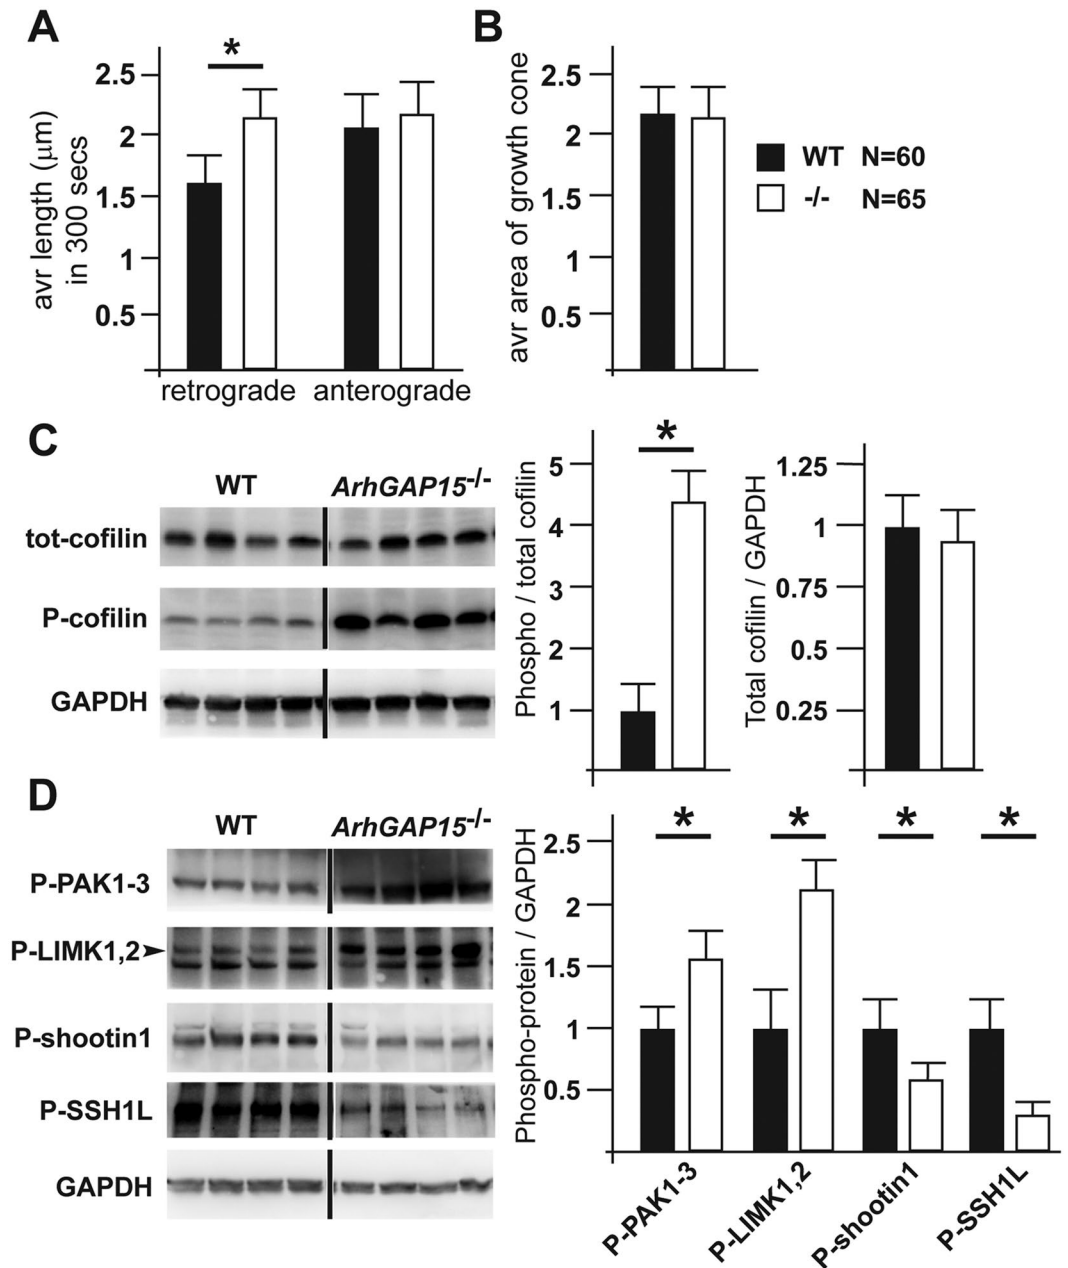 A
avr length (μm)
in 300 secs
2.5
2
1.5
1
0.5
*
retrograde
anterograde
B
avr area of growth cone
2.5
2
1.5
1
0.5
WT N=60
-/- N=65
C
WT
ArhGAP15-/-
tot-cofilin
P-cofilin
GAPDH
Phospho / total cofilin
5
4
3
2
1
*
Total cofilin / GAPDH
1.25
1
0.75
0.5
0.25
D
WT
ArhGAP15-/-
P-PAK1-3
P-LIMK1,2
P-shootin1
P-SSH1L
GAPDH
Phospho-protein / GAPDH
2.5
2
1.5
1
0.5
* * * *
P-PAK1-3
P-LIMK1,2
P-shootin1
P-SSH1L